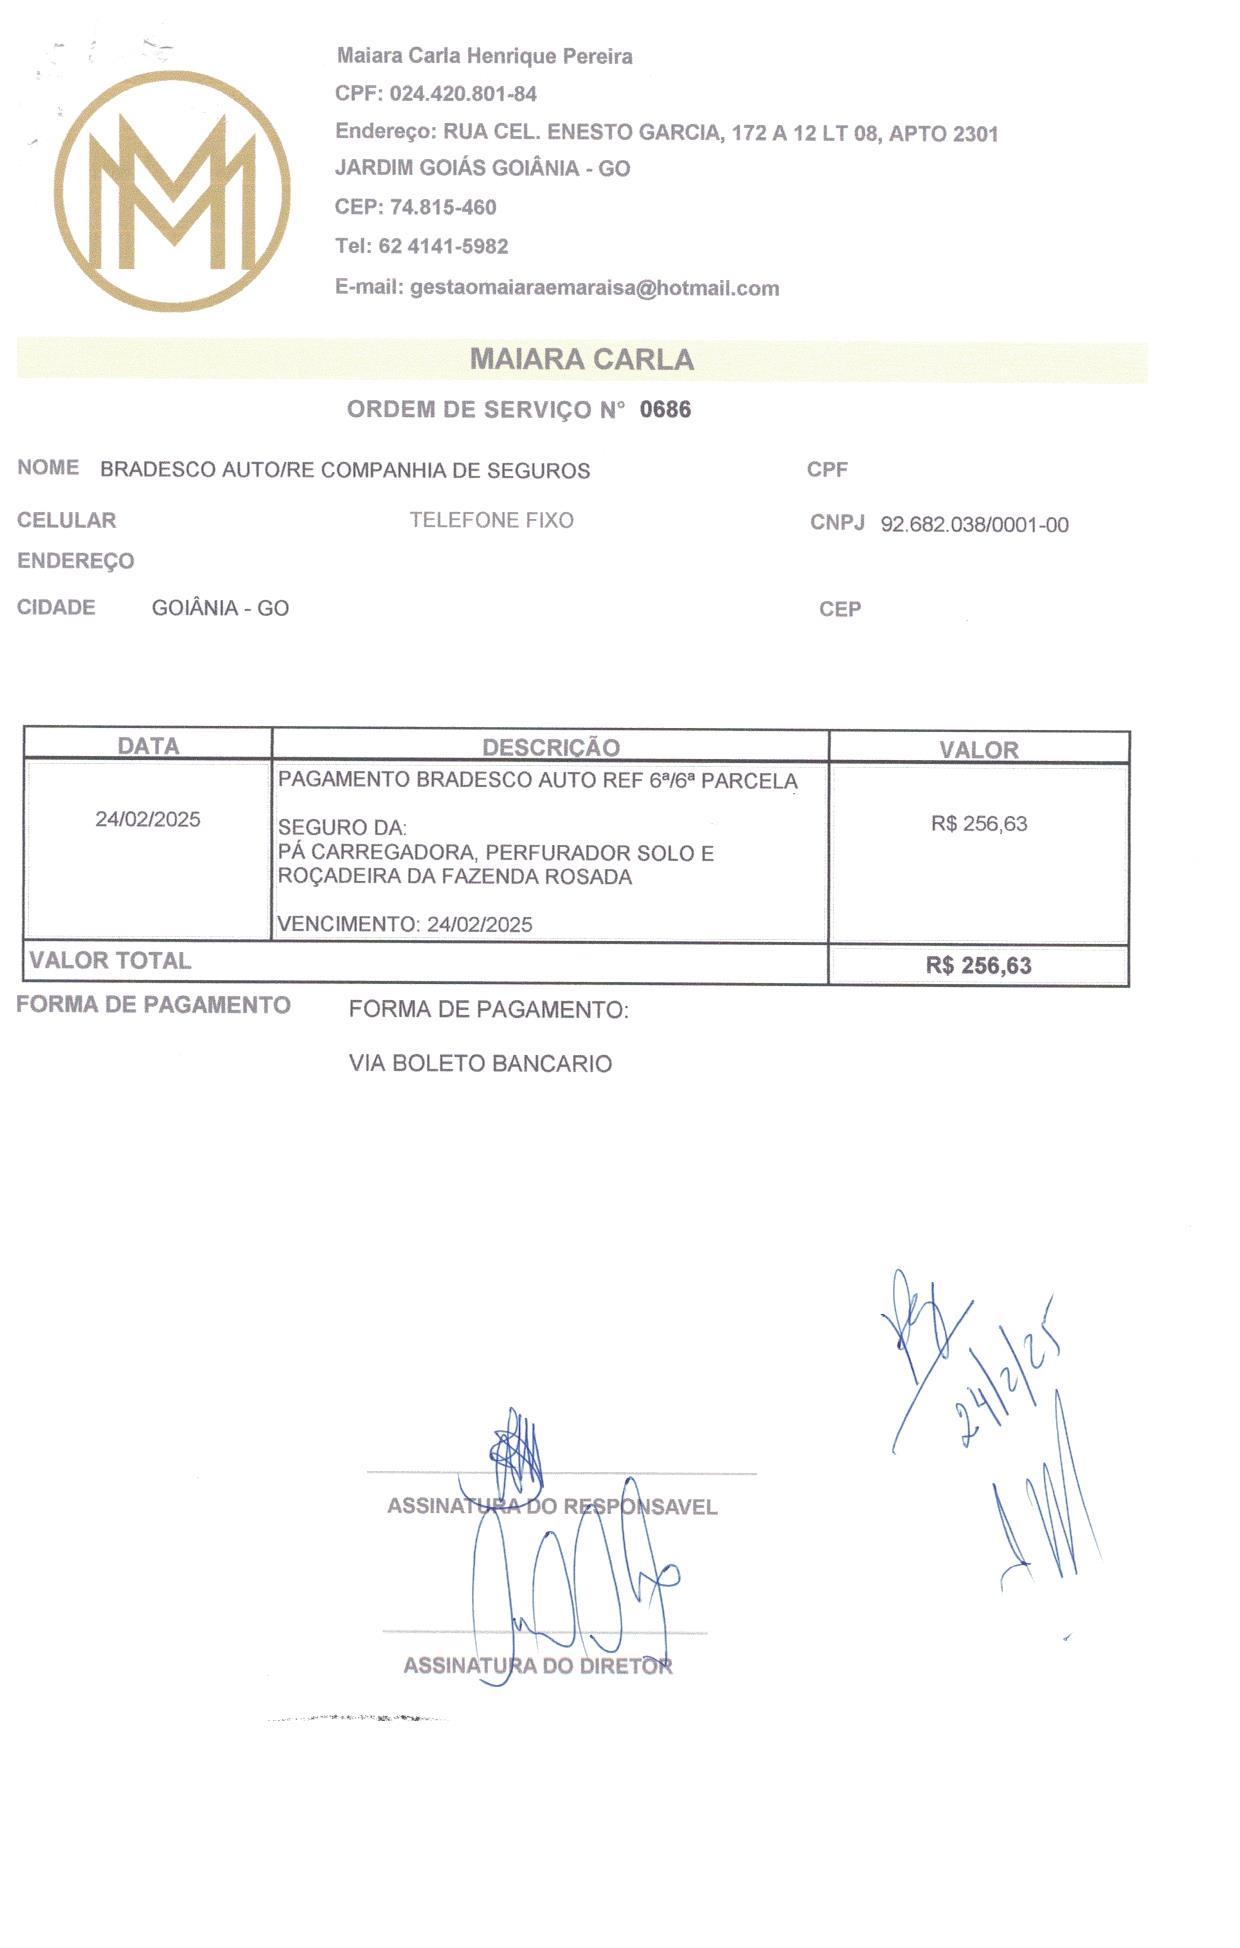 Maiara Carla Henrique Pereira
CPF: 024.420.801-84
Endereço: RUA CEL. ENESTO GARCIA, 172 A 12 LT 08, APTO 2301
JARDIM GOIÁS GOIÂNIA - GO
CEP: 74.815-460
Tel: 62 4141-5982
E-mail: gestaomaiaraemaraisa@hotmail.com
MAIARA CARLA
ORDEM DE SERVIÇO N° 0686
NOME BRADESCO AUTO/RE COMPANHIA DE SEGUROS CPF
CELULAR TELEFONE FIXO CNPJ 92.682.038/0001-00
ENDEREÇO
CIDADE GOIÂNIA - GO CEP
DATA DESCRIÇÃO VALOR
PAGAMENTO BRADESCO AUTO REF 6ª/6ª PARCELA
24/02/2025 R$ 256,63
SEGURO DA:
PÁ CARREGADORA, PERFURADOR SOLO E
ROÇADEIRA DA FAZENDA ROSADA
VENCIMENTO: 24/02/2025
VALOR TOTAL R$ 256,63
FORMA DE PAGAMENTO FORMA DE PAGAMENTO:
VIA BOLETO BANCARIO
24/2/25
ASSINATURA DO RESPONSAVEL
ASSINATURA DO DIRETOR